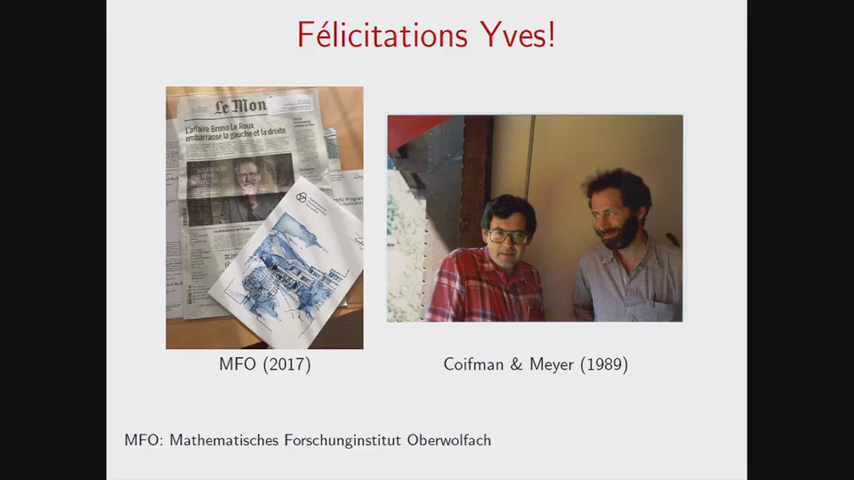 Félicitations Yves!
Le Mon
L'affaire Bruno Le Roux
embarrasse la gauche et la droite
MFO (2017)
Coifman & Meyer (1989)
MFO: Mathematisches Forschunginstitut Oberwolfach